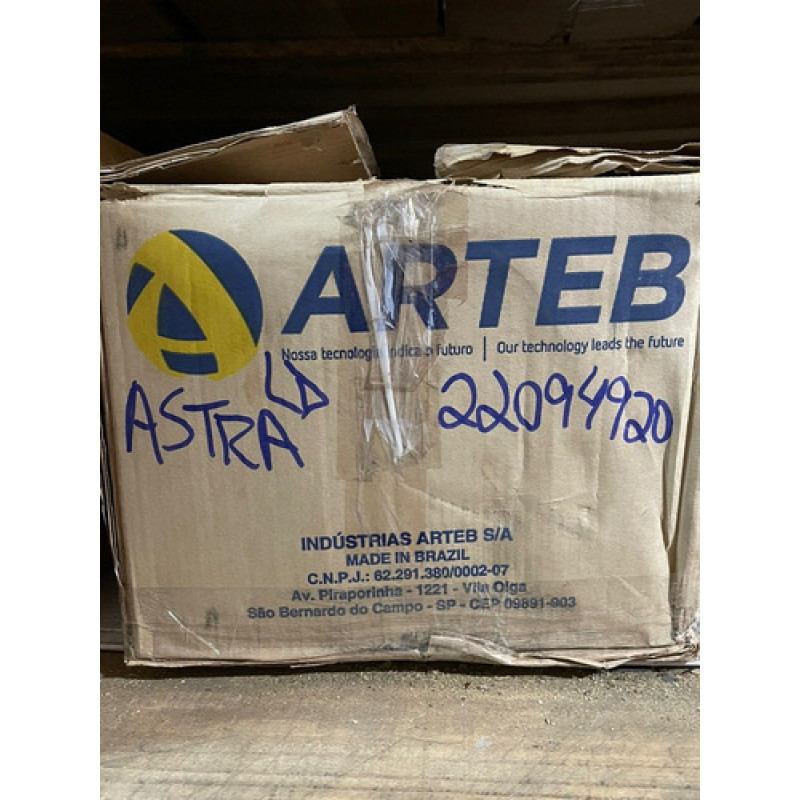 ARTEB
Nossa tecnologia indica o futuro | Our technology leads the future
LD
ASTRA
22094920
INDÚSTRIAS ARTEB S/A
MADE IN BRAZIL
C.N.P.J.: 62.291.380/0002-07
Av. Piraporinha - 1221 - Vila Olga
São Bernardo do Campo - SP - CEP 09891-903